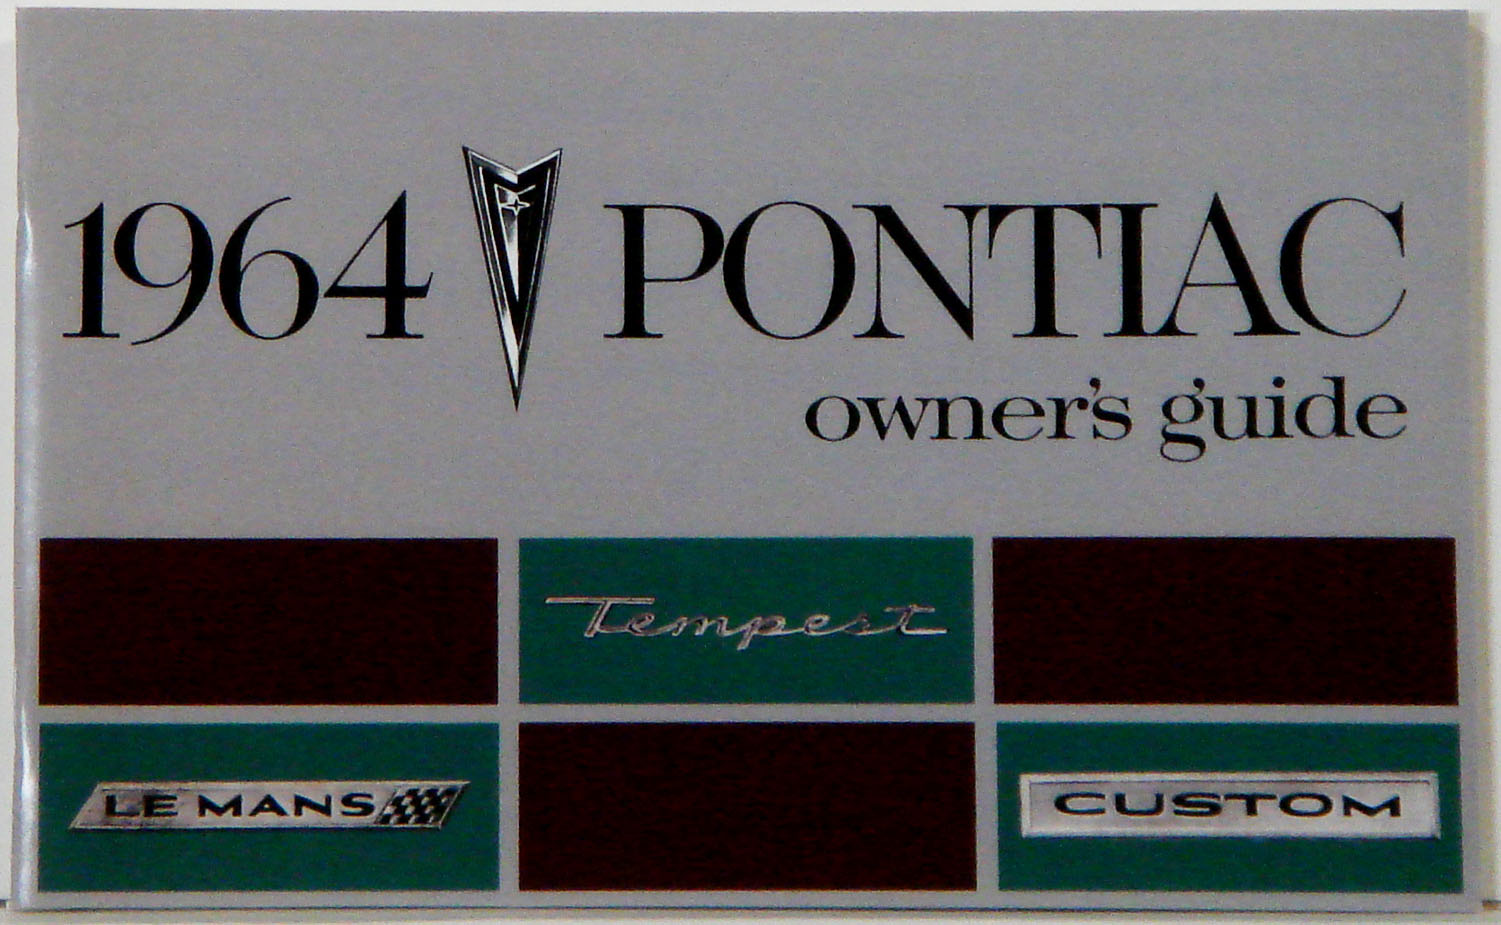 1964 PONTIAC
owner's guide
Tempest
LE MANS
CUSTOM